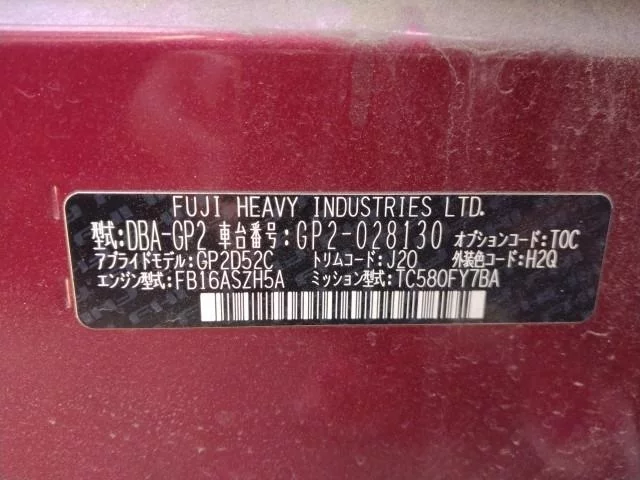 FUJI HEAVY INDUSTRIES LTD.
型式:DBA-GP2 車台番号:GP2-028130 オプションコード:TOC
アプライドモデル:GP2D52C トリムコード:J20 外装色コード:H2Q
エンジン型式:FB16ASZH5A ミッション型式:TC580FY7BA